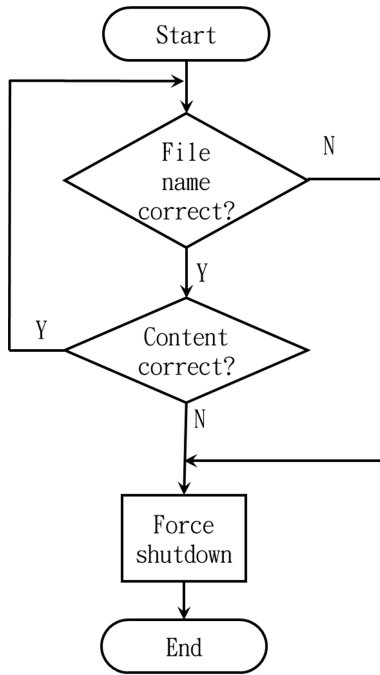 Start
File
name
correct?
N
Y
Content
correct?
Y
N
Force
shutdown
End